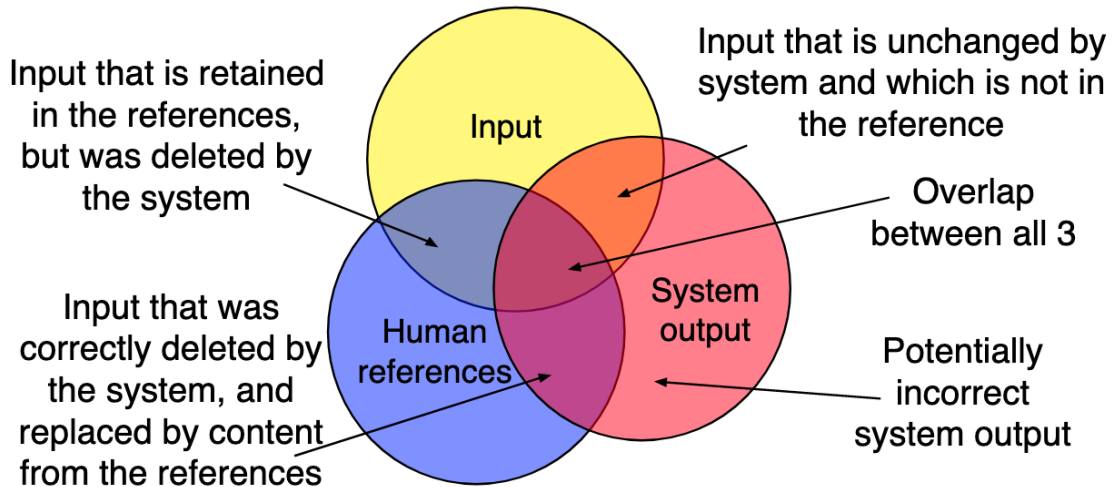 Input that is retained
in the references,
but was deleted by
the system
Input
Input that is unchanged by
system and which is not in
the reference
Overlap
between all 3
Input that was
correctly deleted by
the system, and
replaced by content
from the references
Human
references
System
output
Potentially
incorrect
system output